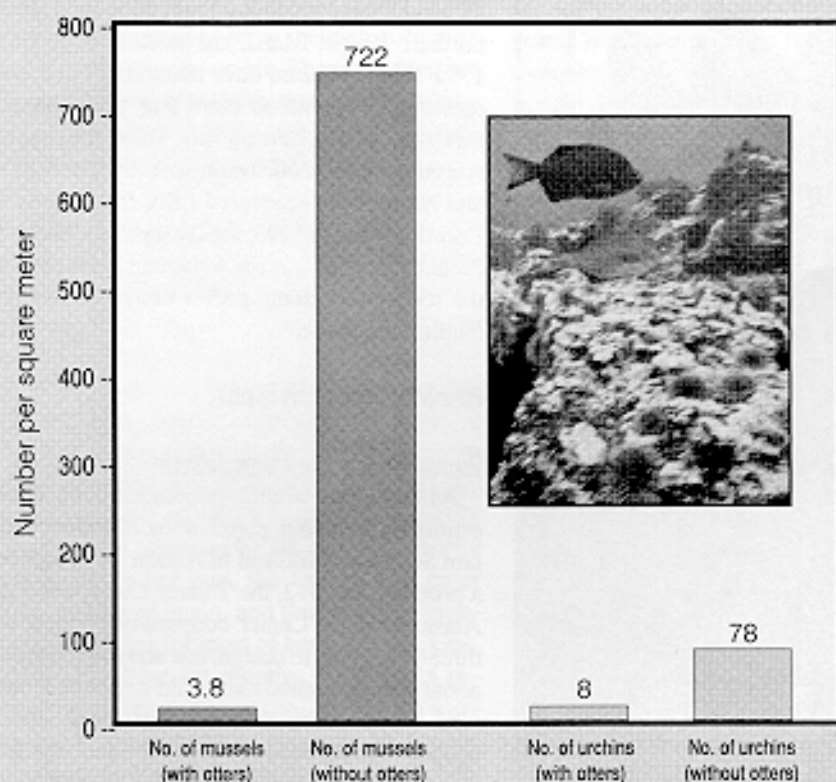 Number per square meter
800
700
600
500
400
300
200
100
0
722
3.8
8
78
No. of mussels
(with otters)
No. of mussels
(without otters)
No. of urchins
(with otters)
No. of urchins
(without otters)